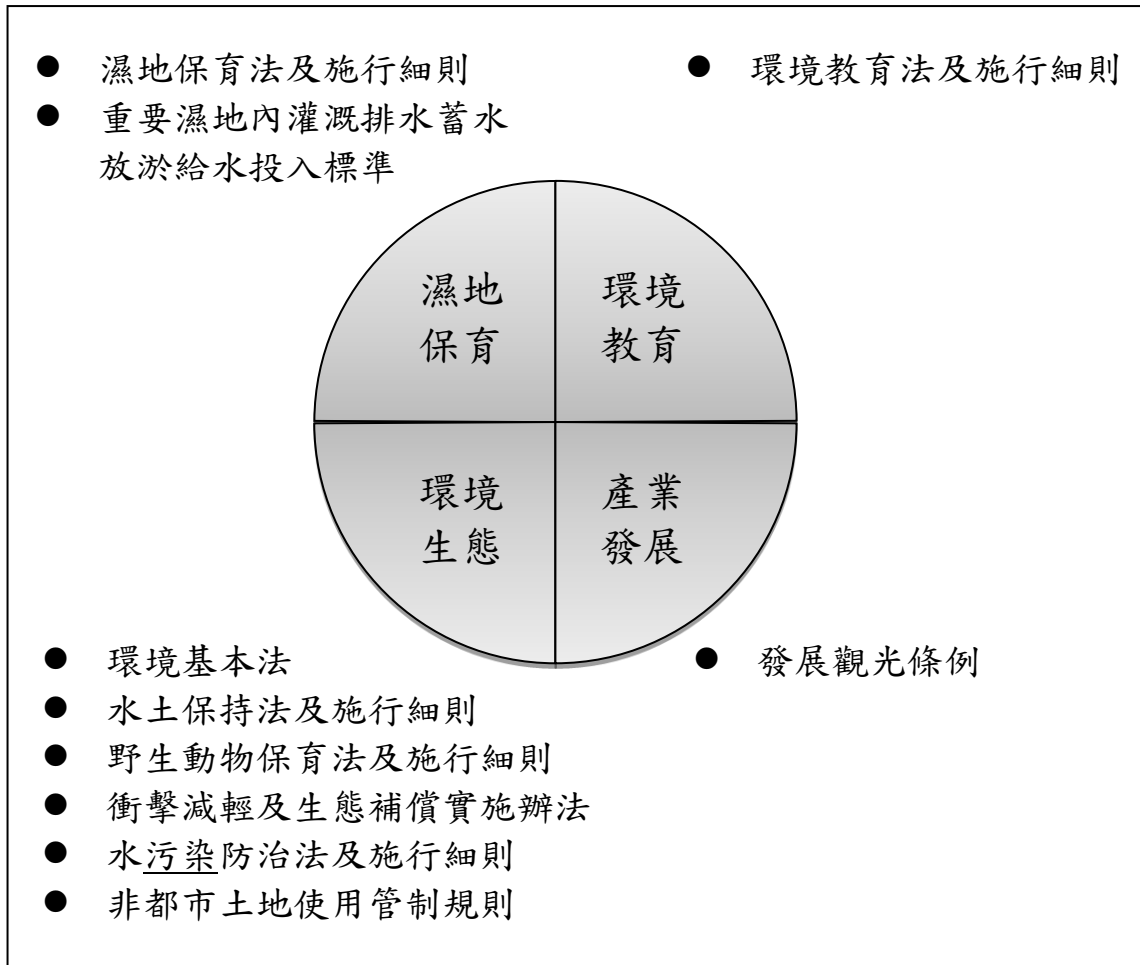 ● 濕地保育法及施行細則
● 重要濕地內灌溉排水蓄水
放淤給水投入標準
● 環境教育法及施行細則
濕地
保育
環境
教育
環境
生態
產業
發展
● 環境基本法
● 水土保持法及施行細則
● 野生動物保育法及施行細則
● 衝擊減輕及生態補償實施辦法
● 水污染防治法及施行細則
● 非都市土地使用管制規則
● 發展觀光條例